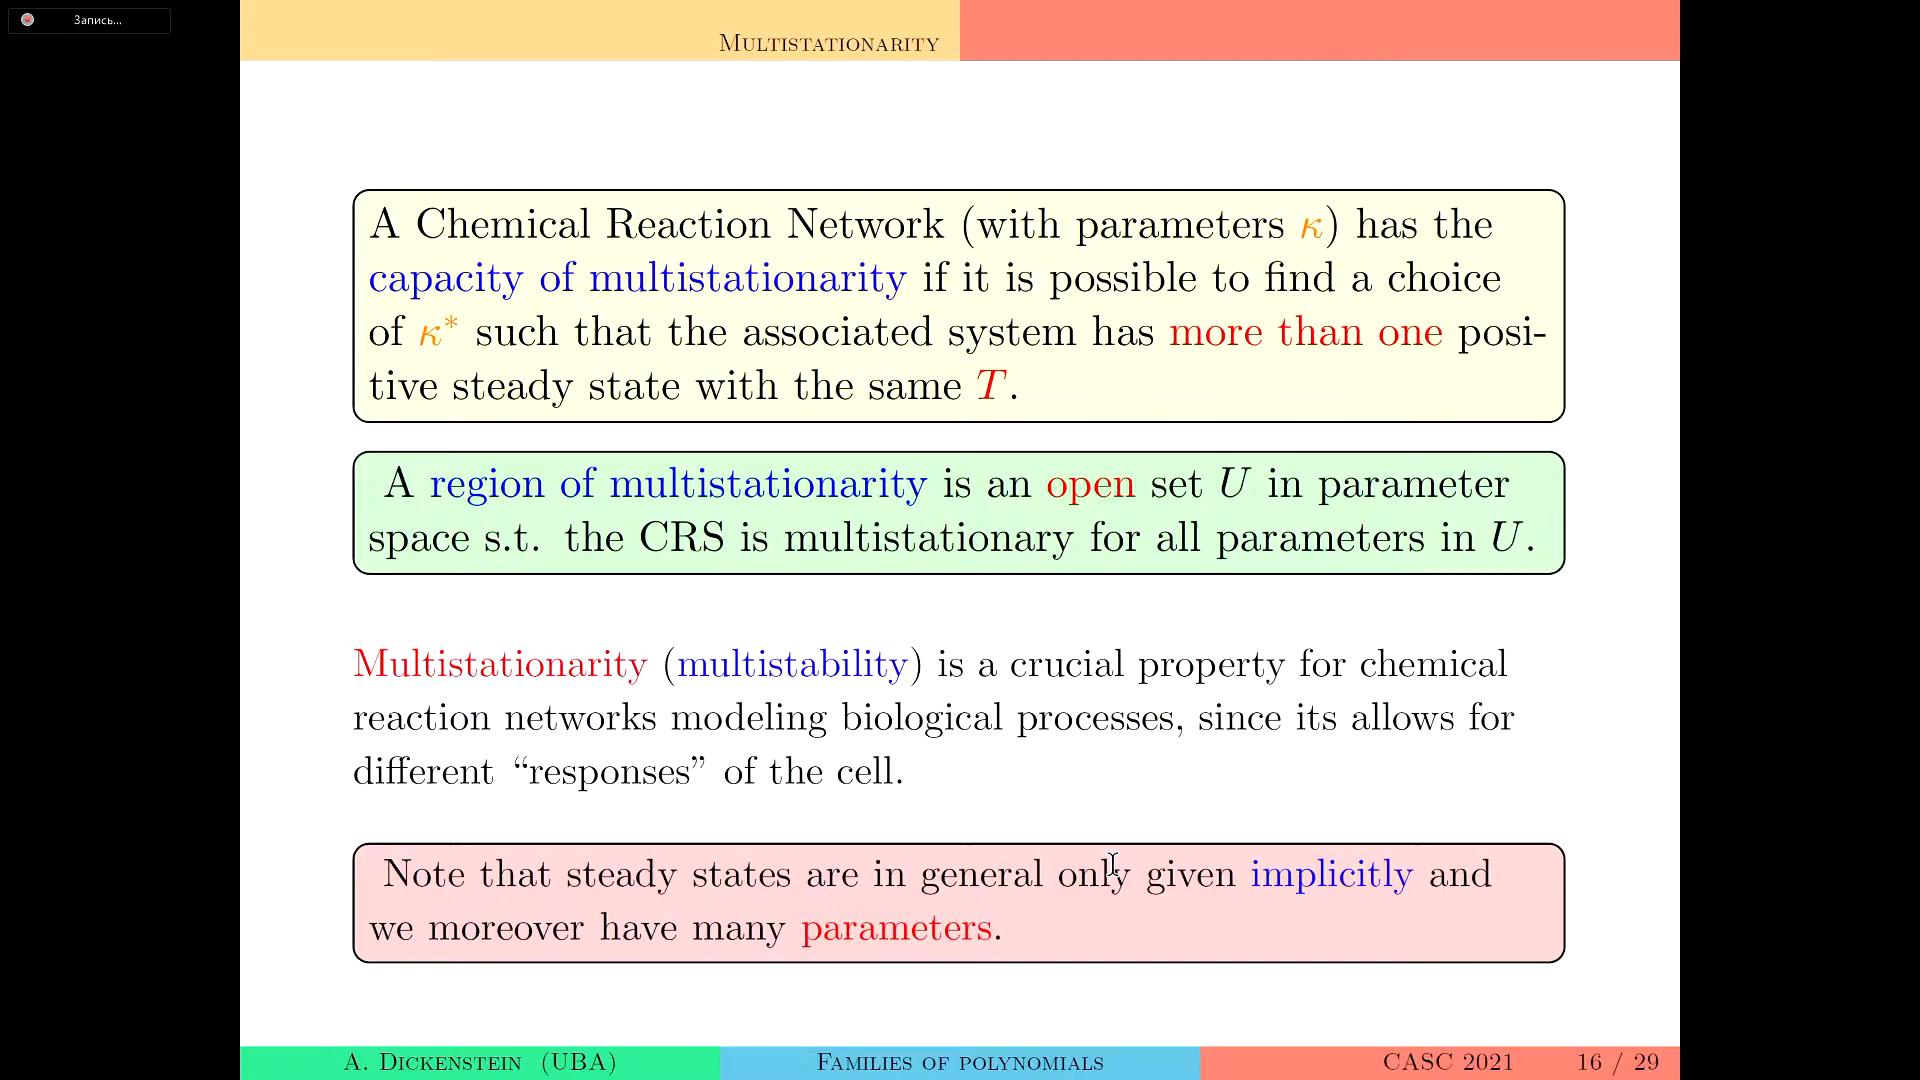 Запись...
Multistationarity
A Chemical Reaction Network (with parameters κ) has the
capacity of multistationarity if it is possible to find a choice
of κ* such that the associated system has more than one posi-
tive steady state with the same T.
A region of multistationarity is an open set U in parameter
space s.t. the CRS is multistationary for all parameters in U.
Multistationarity (multistability) is a crucial property for chemical
reaction networks modeling biological processes, since its allows for
different “responses” of the cell.
Note that steady states are in general only given implicitly and
we moreover have many parameters.
A. Dickenstein (UBA) Families of polynomials CASC 2021 16 / 29